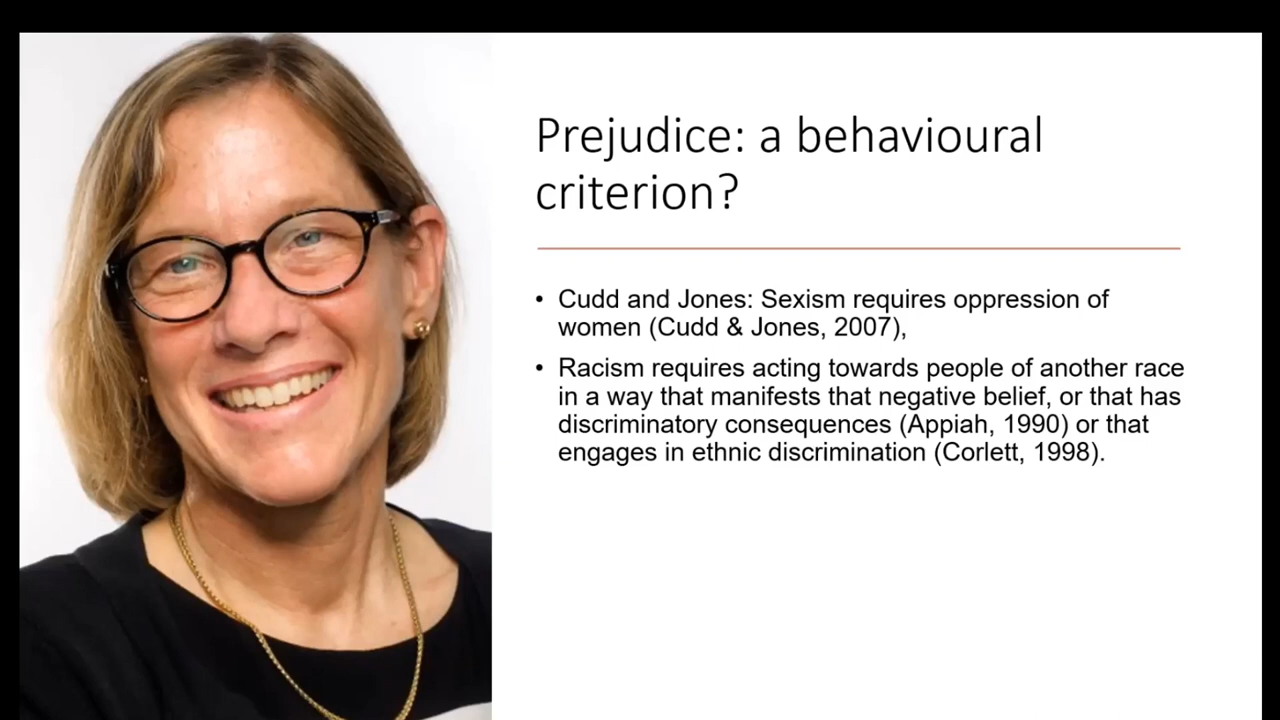 Prejudice: a behavioural
criterion?
• Cudd and Jones: Sexism requires oppression of
women (Cudd & Jones, 2007),
• Racism requires acting towards people of another race
in a way that manifests that negative belief, or that has
discriminatory consequences (Appiah, 1990) or that
engages in ethnic discrimination (Corlett, 1998).